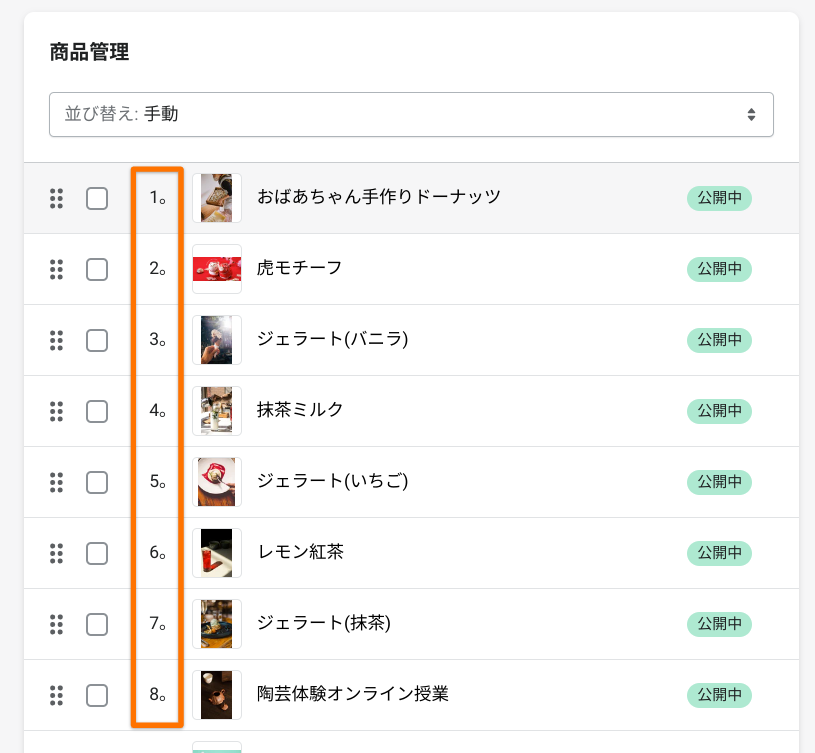 商品管理
並び替え: 手動
1。 おばあちゃん手作りドーナッツ 公開中
2。 虎モチーフ 公開中
3。 ジェラート(バニラ) 公開中
4。 抹茶ミルク 公開中
5。 ジェラート(いちご) 公開中
6。 レモン紅茶 公開中
7。 ジェラート(抹茶) 公開中
8。 陶芸体験オンライン授業 公開中